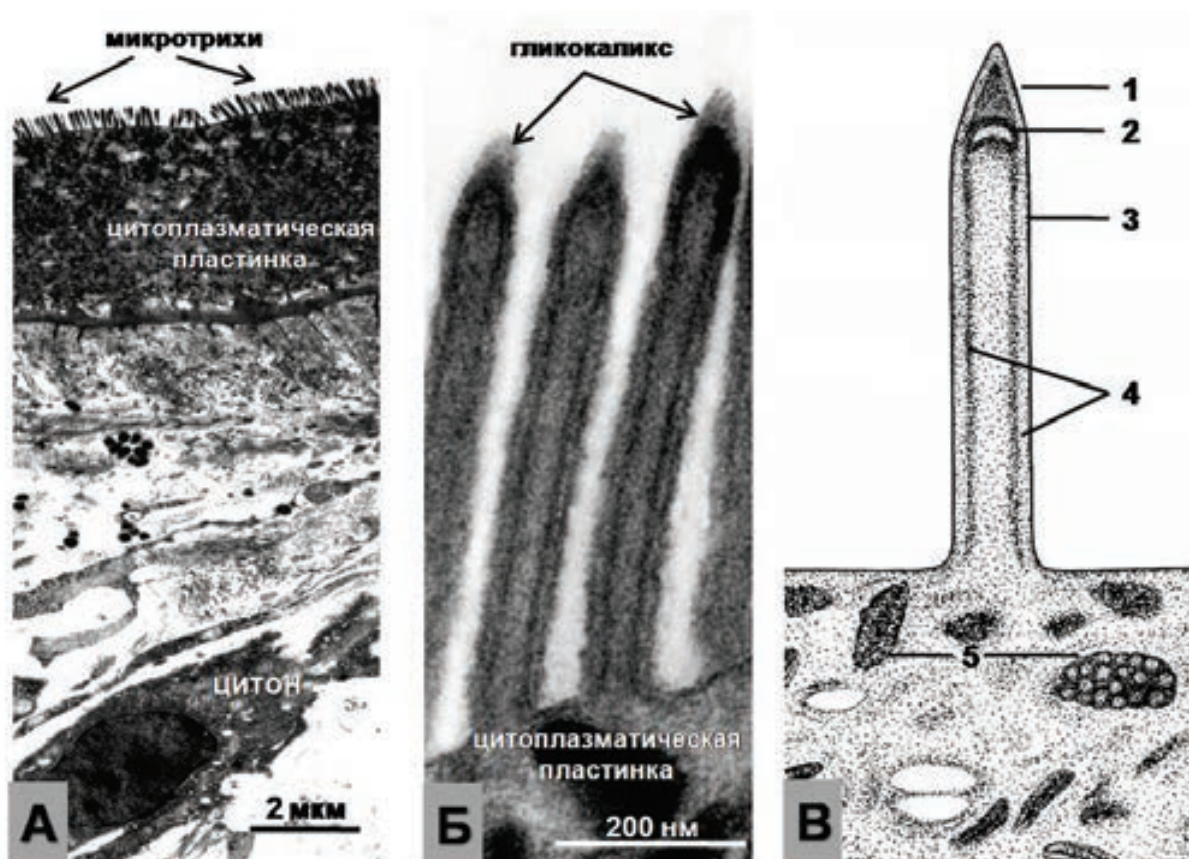 микротрихи
цитоплазматическая
пластинка
цитон
А
2 мкм
гликокаликс
цитоплазматическая
пластинка
Б
200 нм
1
2
3
4
5
В